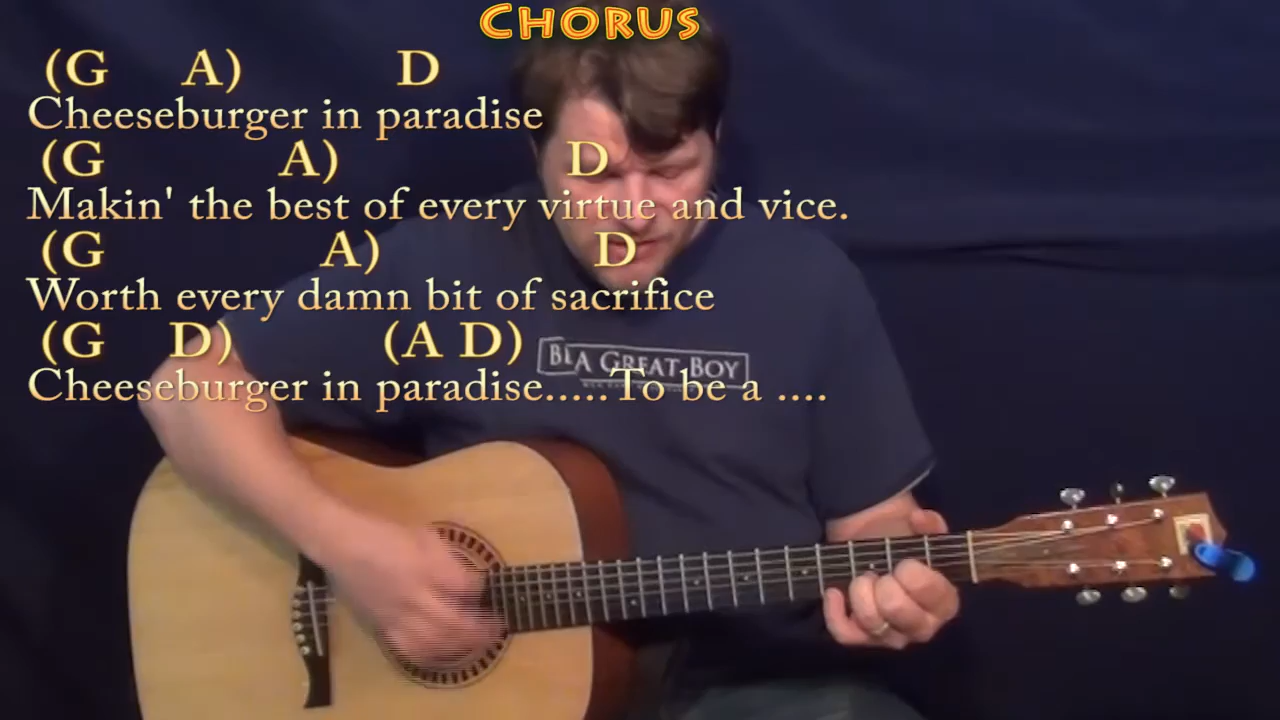 CHORUS
(G A) D
Cheeseburger in paradise
(G A) D
Makin' the best of every virtue and vice.
(G A) D
Worth every damn bit of sacrifice
(G D) (A D)
Cheeseburger in paradise.....To be a ....
BLA GREAT BOY